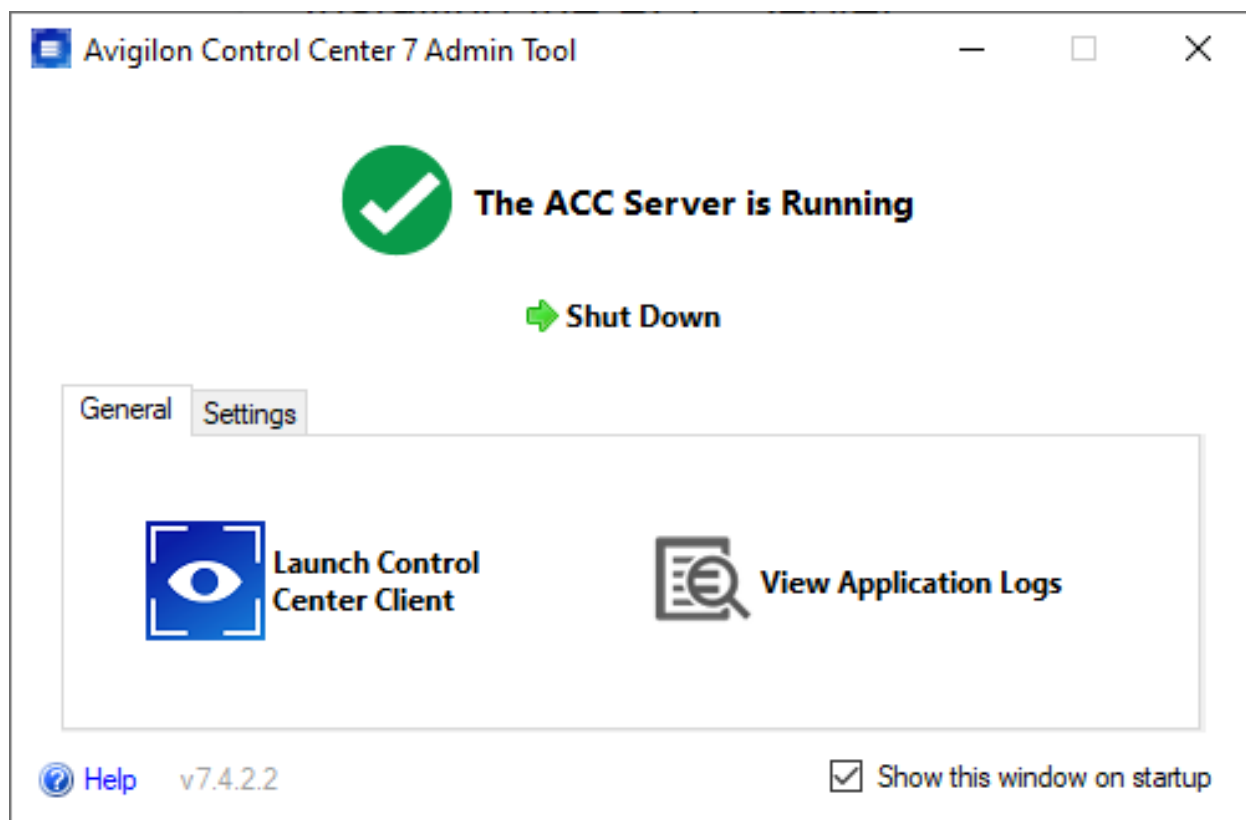 Avigilon Control Center 7 Admin Tool
The ACC Server is Running
Shut Down
General Settings
Launch Control
Center Client
View Application Logs
Help v7.4.2.2
Show this window on startup